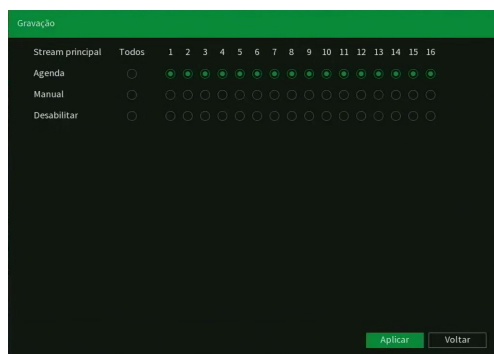 Gravação
Stream principal Todos 1 2 3 4 5 6 7 8 9 10 11 12 13 14 15 16
Agenda
Manual
Desabilitar
Aplicar Voltar